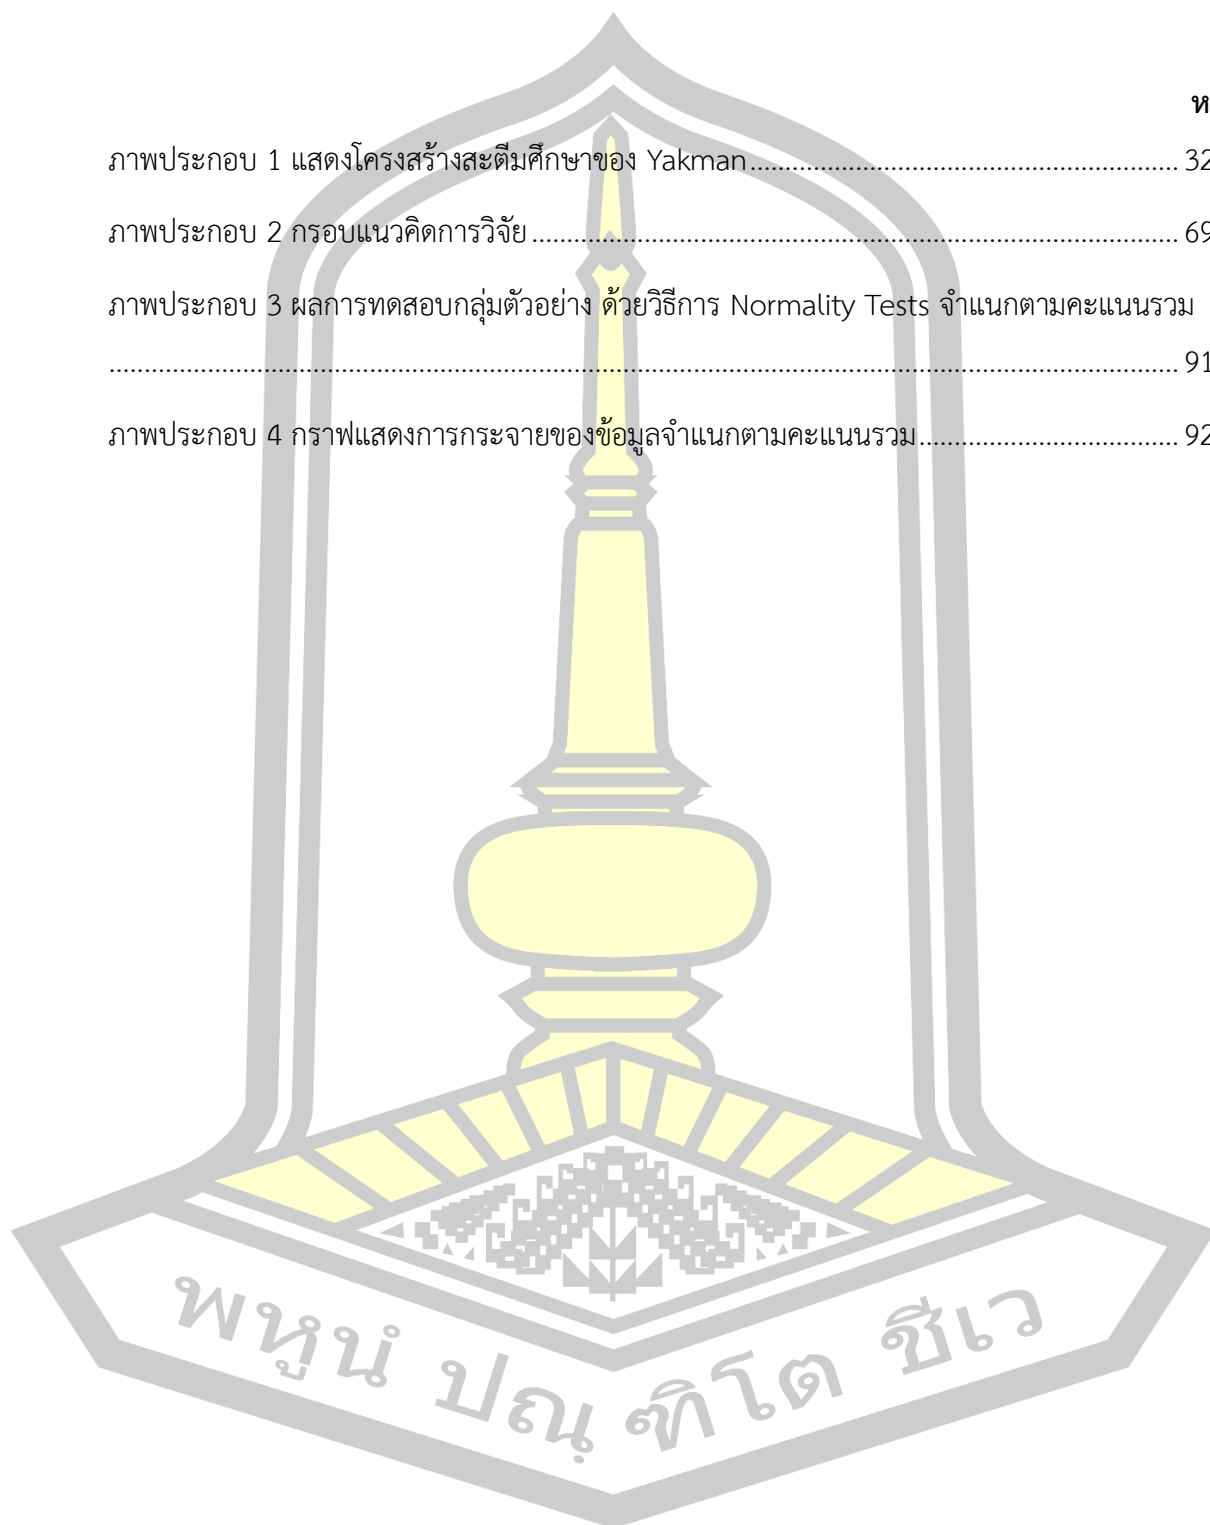 ห
ภาพประกอบ 1 แสดงโครงสร้างสะตีมศึกษาของ Yakman............................................................. 32
ภาพประกอบ 2 กรอบแนวคิดการวิจัย............................................................................................ 69
ภาพประกอบ 3 ผลการทดสอบกลุ่มตัวอย่าง ด้วยวิธีการ Normality Tests จำแนกตามคะแนนรวม
........................................................................................................................................................ 91
ภาพประกอบ 4 กราฟแสดงการกระจายของข้อมูลจำแนกตามคะแนนรวม..................................... 92
พหูนํ ปณฺฑิโต ชีเว